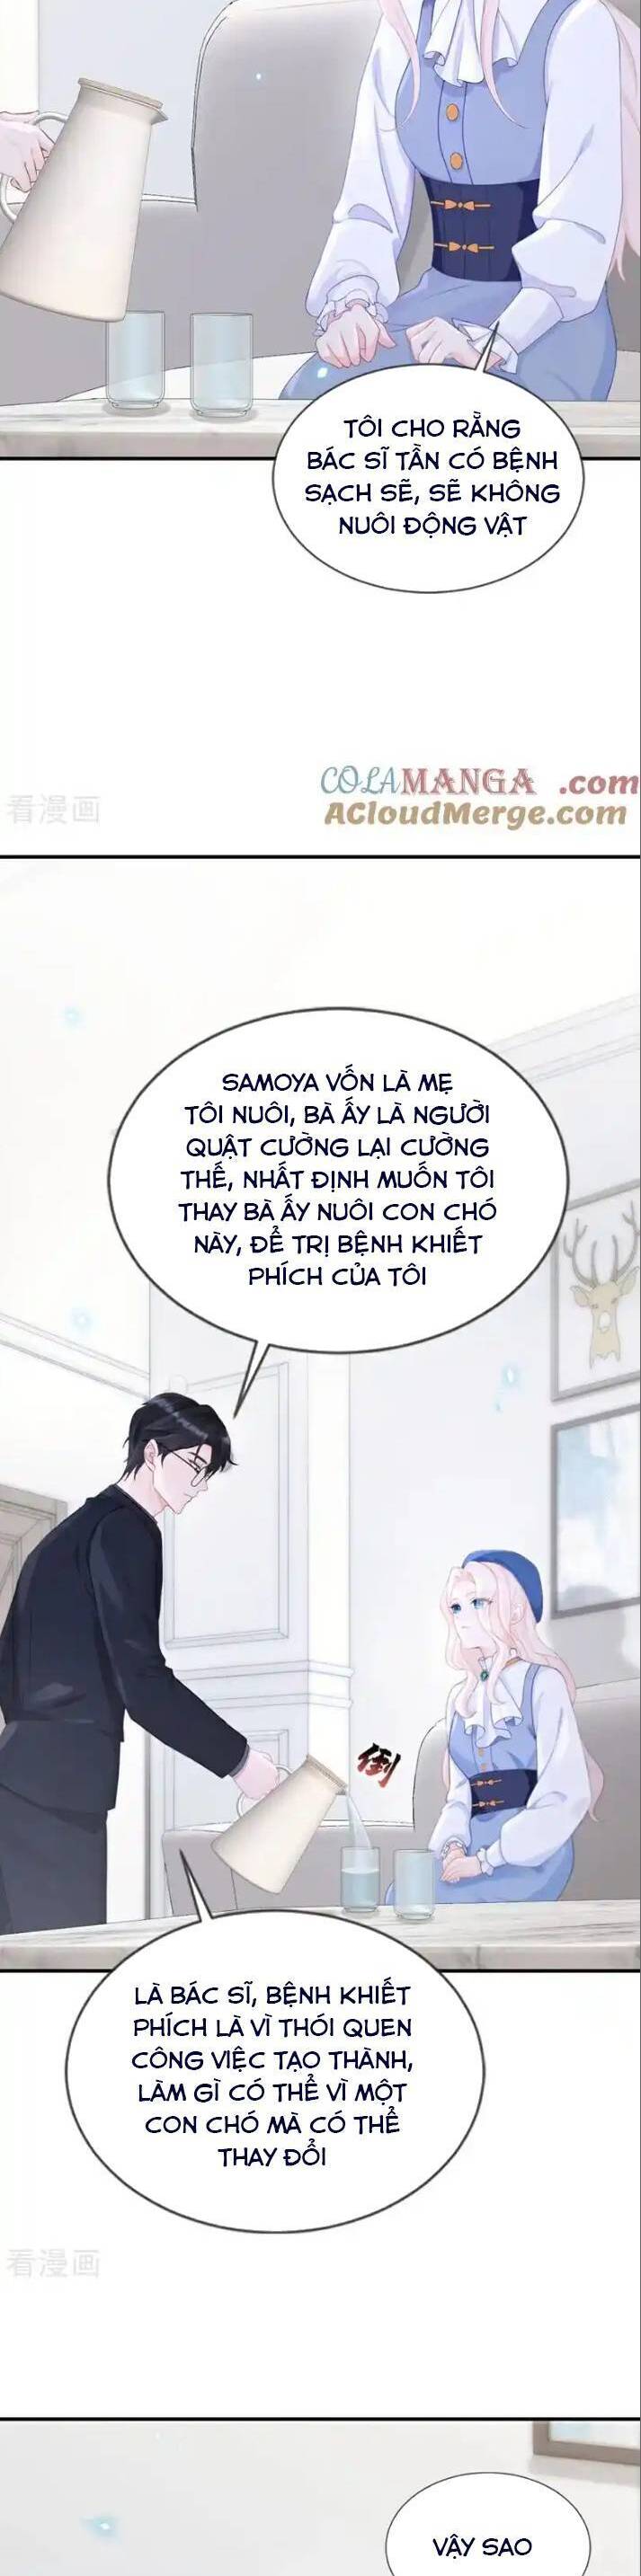 TÔI CHO RẰNG
BÁC SĨ TẦN CÓ BỆNH
SẠCH SẼ, SẼ KHÔNG
NUÔI ĐỘNG VẬT
COLAMANGA.com
看漫画
AcloudMerge.com
SAMOYA VỐN LÀ MẸ
TÔI NUÔI, BÀ ẤY LÀ NGƯỜI
QUẬT CƯỜNG LẠI CƯỜNG
THẾ, NHẤT ĐỊNH MUỐN TÔI
THAY BÀ ẤY NUÔI CON CHÓ
NÀY, ĐỂ TRỊ BỆNH KHIẾT
PHÍCH CỦA TÔI
倒
LÀ BÁC SĨ, BỆNH KHIẾT
PHÍCH LÀ VÌ THÓI QUEN
CÔNG VIỆC TẠO THÀNH,
LÀM GÌ CÓ THỂ VÌ MỘT
CON CHÓ MÀ CÓ THỂ
THAY ĐỔI
看漫画
VẬY SAO